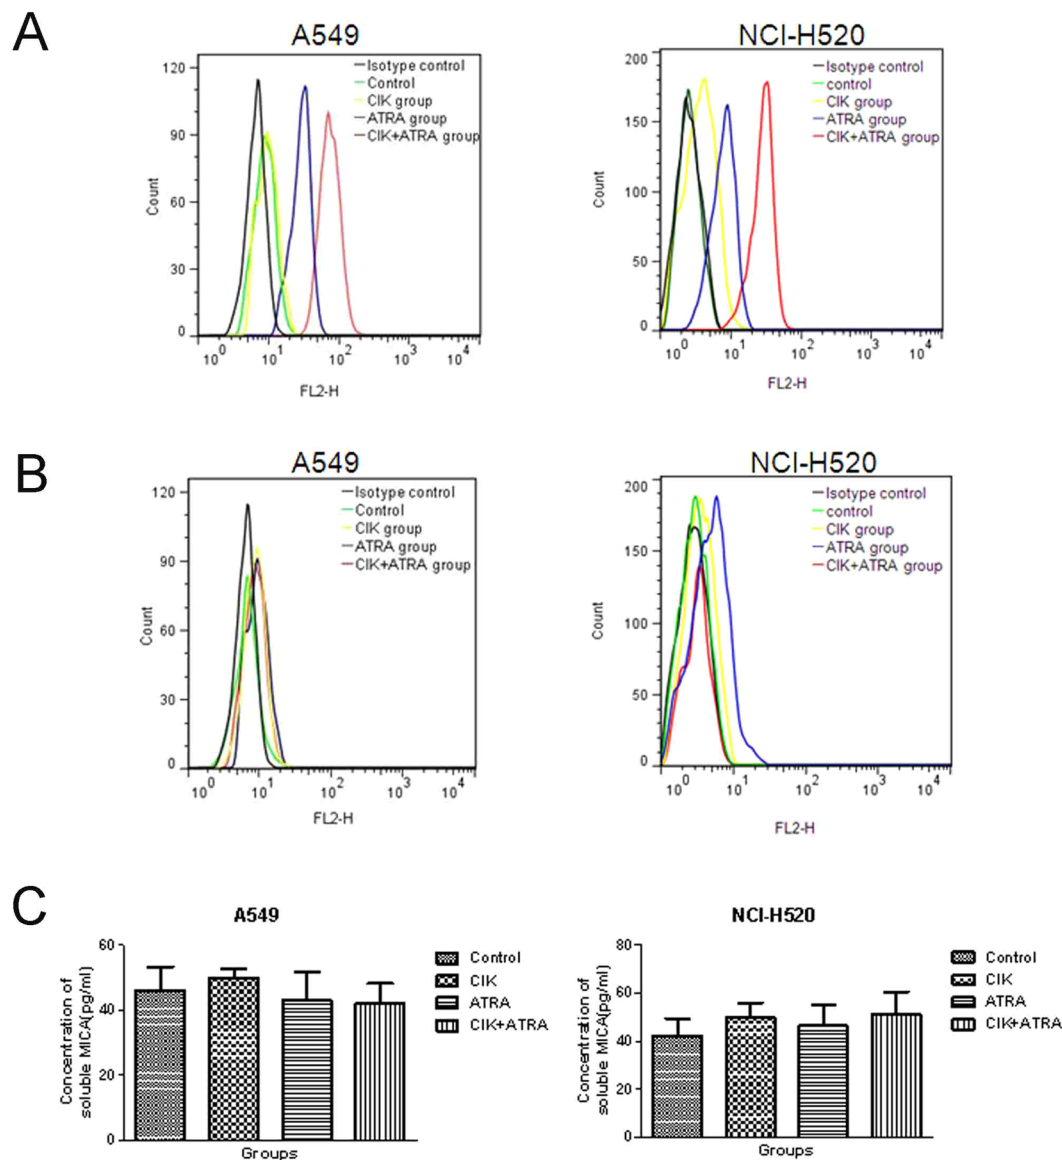 A
A549
120
90
60
30
0
Count
10^0 10^1 10^2 10^3 10^4
FL2-H
Isotype control
Control
CIK group
ATRA group
CIK+ATRA group
NCI-H520
200
150
100
50
0
Count
10^0 10^1 10^2 10^3 10^4
FL2-H
Isotype control
control
CIK group
ATRA group
CIK+ATRA group
B
A549
120
90
60
30
0
Count
10^0 10^1 10^2 10^3 10^4
FL2-H
Isotype control
Control
CIK group
ATRA group
CIK+ATRA group
NCI-H520
200
150
100
50
0
Count
10^0 10^1 10^2 10^3 10^4
FL2-H
Isotype control
control
CIK group
ATRA group
CIK+ATRA group
C
A549
60
40
20
0
Concentration of
soluble MICA(pg/ml)
Groups
Control
CIK
ATRA
CIK+ATRA
NCI-H520
80
60
40
20
0
Concentration of
soluble MICA(pg/ml)
Groups
Control
CIK
ATRA
CIK+ATRA